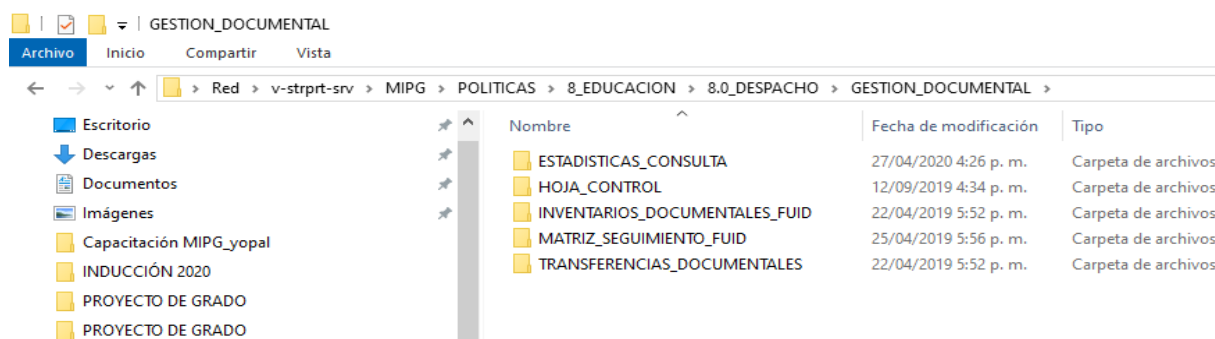 GESTION_DOCUMENTAL
Archivo Inicio Compartir Vista
Red > v-strprt-srv > MIPG > POLITICAS > 8_EDUCACION > 8.0_DESPACHO > GESTION_DOCUMENTAL >
Escritorio
Descargas
Documentos
Imágenes
Capacitación MIPG_yopal
INDUCCIÓN 2020
PROYECTO DE GRADO
PROYECTO DE GRADO
Nombre Fecha de modificación Tipo
ESTADISTICAS_CONSULTA 27/04/2020 4:26 p. m. Carpeta de archivos
HOJA_CONTROL 12/09/2019 4:34 p. m. Carpeta de archivos
INVENTARIOS_DOCUMENTALES_FUID 22/04/2019 5:52 p. m. Carpeta de archivos
MATRIZ_SEGUIMIENTO_FUID 25/04/2019 5:56 p. m. Carpeta de archivos
TRANSFERENCIAS_DOCUMENTALES 22/04/2019 5:52 p. m. Carpeta de archivos